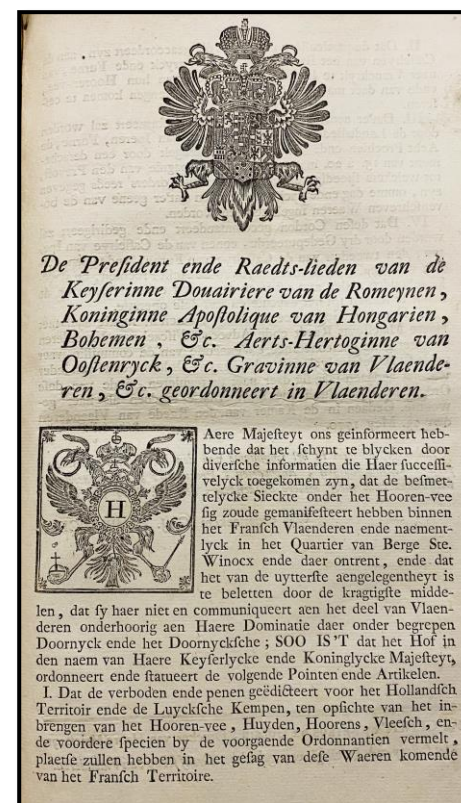 De Preſident ende Raedts-lieden van de
Keyſerinne Douairiere van de Romeynen,
Koninginne Apoſtolique van Hongarien,
Bohemen, &c. Aerts-Hertoginne van
Ooſtenryck, &c. Gravinne van Vlaende-
ren, &c. geordonneert in Vlaenderen.
H Aere Majeſteyt ons geinformeert heb-
bende dat het ſchynt te blycken door
diverſche informatien die Haer ſucceſſi-
velyck toegekomen zyn, dat de beſmet-
telycke Sieckte onder het Hooren-vee
ſig zoude gemanifeſteert hebben binnen
het Franſch Vlaenderen ende naement-
lyck in het Quartier van Berge Ste.
Winocx ende daer ontrent, ende dat
het van de uytterſte aengelegentheyt is
te beletten door de kragtigſte midde-
len, dat ſy haer niet en communiqueert aen het deel van Vlaen-
deren onderhoorig aen Haere Dominatie daer onder begrepen
Doornyck ende het Doornyckſche; SOO IS'T dat het Hof in
den naem van Haere Keyſerlycke ende Koninglycke Majeſteyt,
ordonneert ende ſtatueert de volgende Pointen ende Artikelen.
I. Dat de verboden ende penen geëdicteert voor het Hollandſch
Territoir ende de Luyckſche Kempen, ten opſichte van het in-
brengen van het Hooren-vee, Huyden, Hoorens, Vleeſch, en-
de voordere ſpecien by de voorgaende Ordonnantien vermelt,
plaetſe zullen hebben in het geſag van deſe Waeren komende
van het Franſch Territoire.